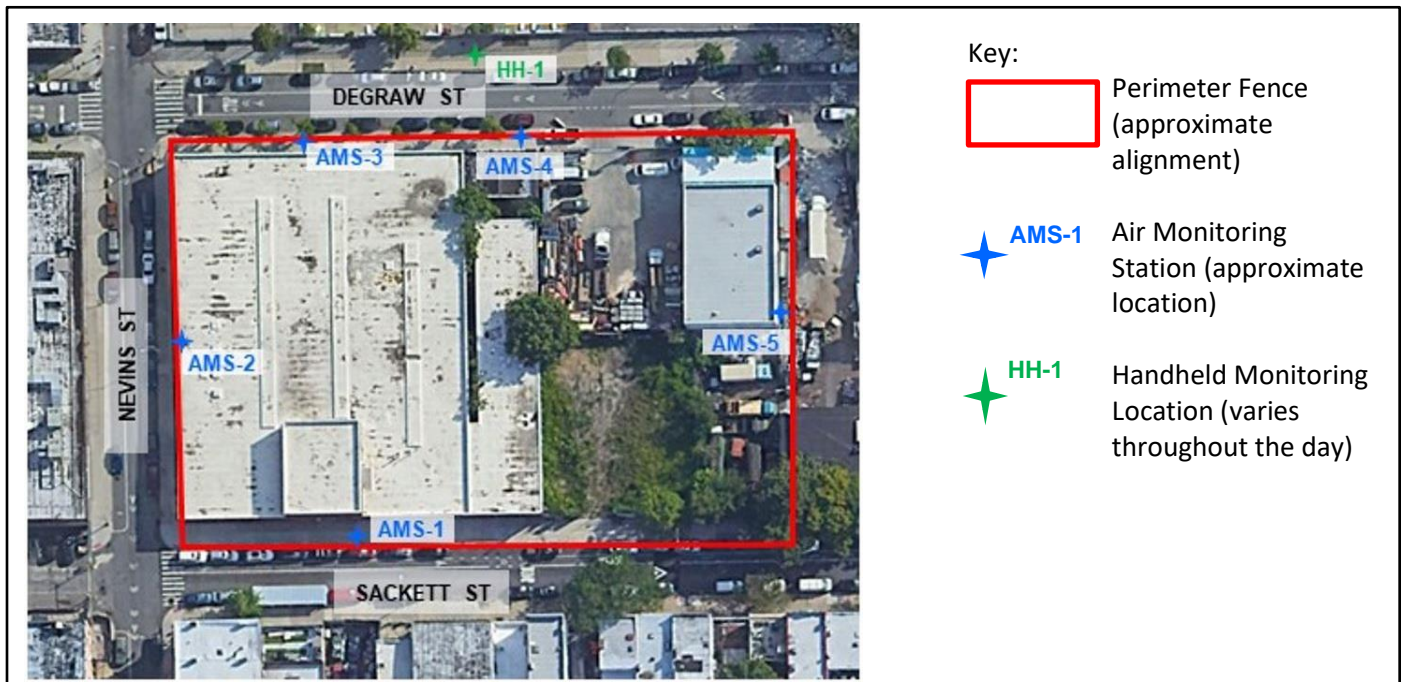 HH-1
DEGRAW ST
AMS-3
AMS-4
NEVINS ST
AMS-2
AMS-5
AMS-1
SACKETT ST
Key:
Perimeter Fence
(approximate
alignment)
AMS-1
Air Monitoring
Station (approximate
location)
HH-1
Handheld Monitoring
Location (varies
throughout the day)